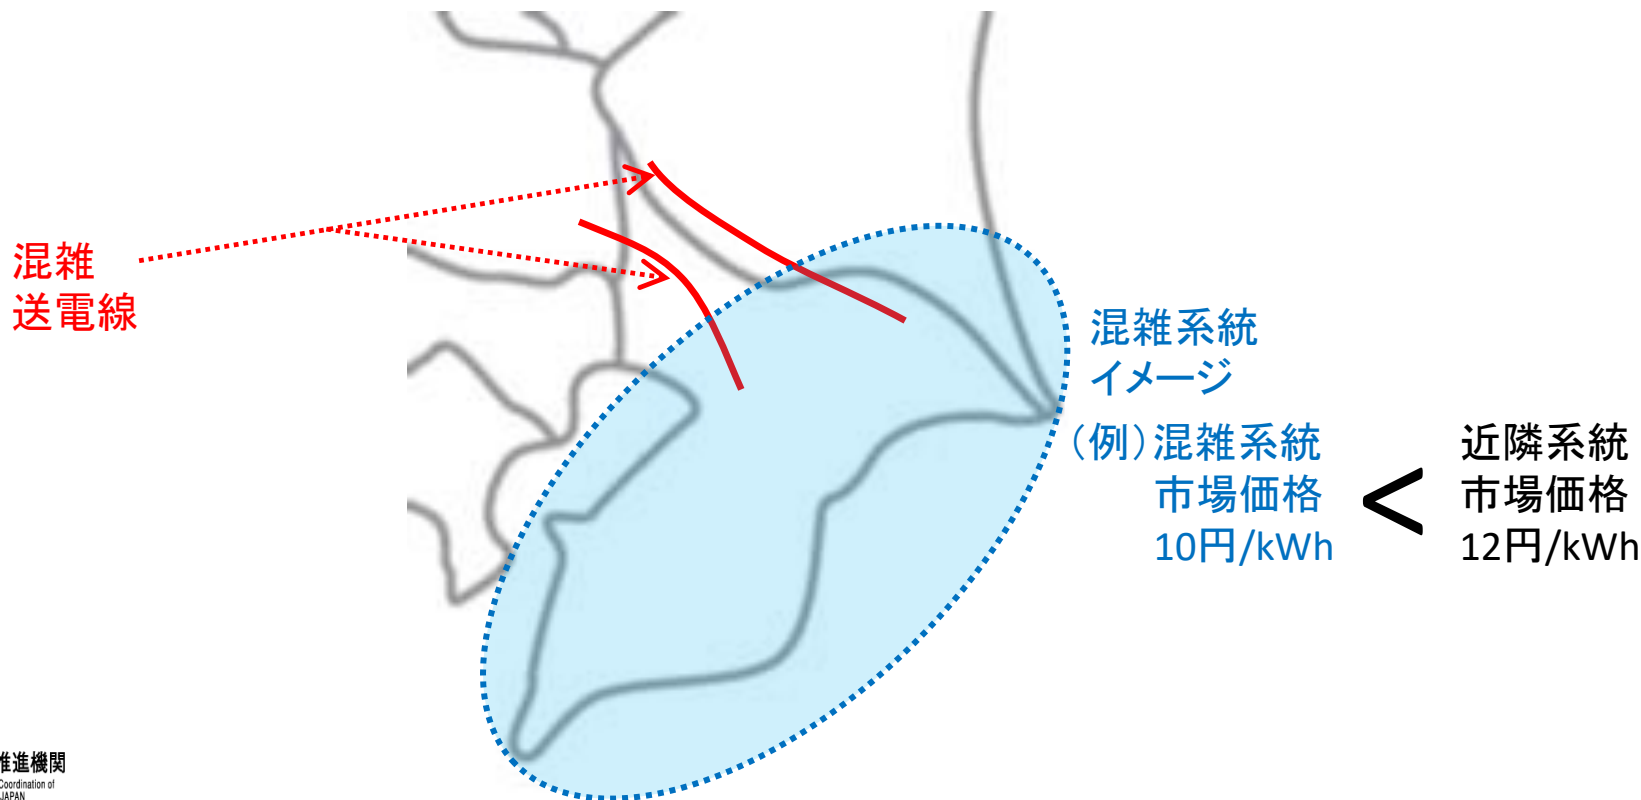 混雑
送電線
混雑系統
イメージ
（例）混雑系統
市場価格
10円/kWh
<
近隣系統
市場価格
12円/kWh
推進機関
Coordination of
JAPAN